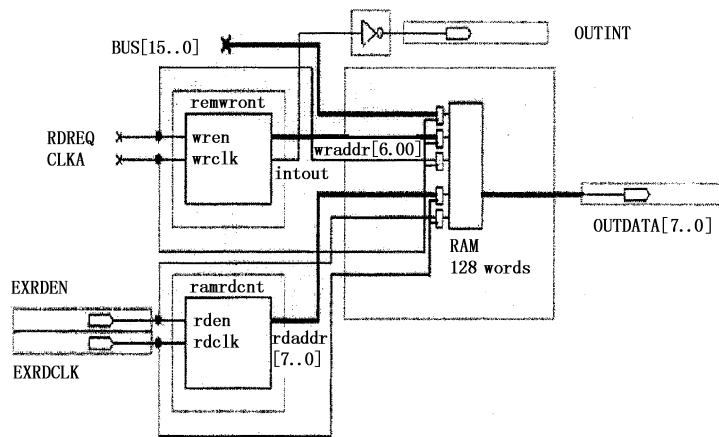 BUS[15..0]
OUTINT
remwront
RDREQ
wren
CLKA
wrclk
wraddr[6.00]
intout
OUTDATA[7..0]
RAM
128 words
EXRDEN
ramrdcnt
rden
rdclk
rdaddr
[7..0]
EXRDCLK